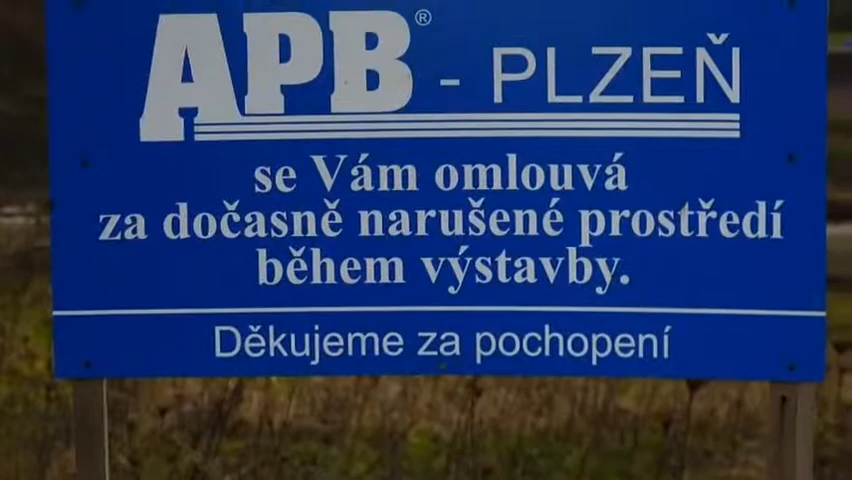 APB® - PLZEŇ
se Vám omlouvá
za dočasně narušené prostředí
během výstavby.
Děkujeme za pochopení